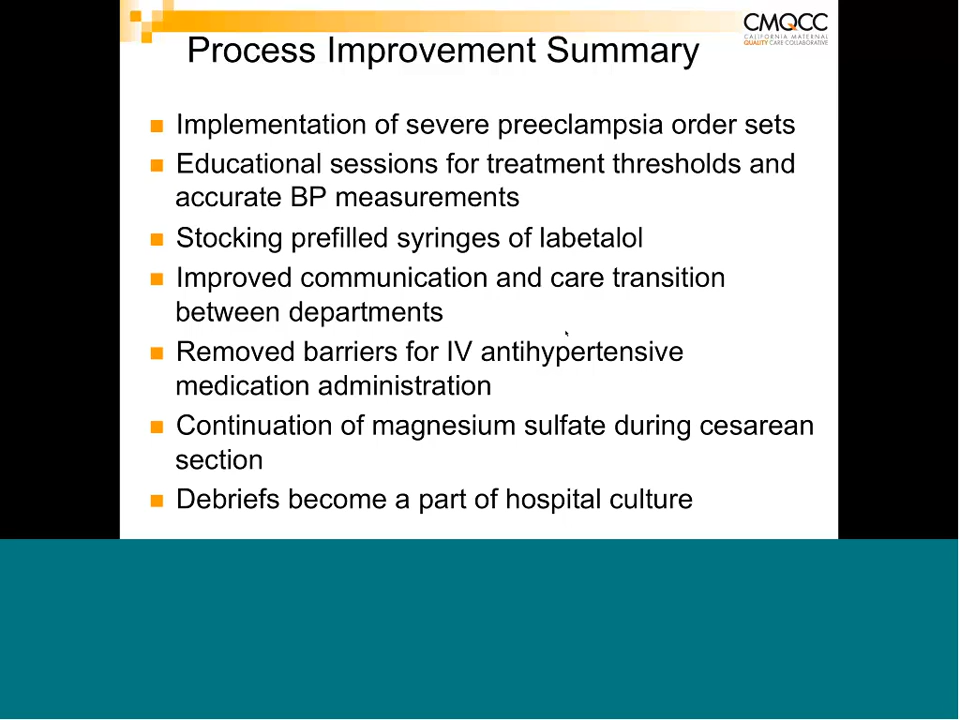 CMQCC
CALIFORNIA MATERNAL
QUALITY CARE COLLABORATIVE
Process Improvement Summary
Implementation of severe preeclampsia order sets
Educational sessions for treatment thresholds and
accurate BP measurements
Stocking prefilled syringes of labetalol
Improved communication and care transition
between departments
Removed barriers for IV antihypertensive
medication administration
Continuation of magnesium sulfate during cesarean
section
Debriefs become a part of hospital culture